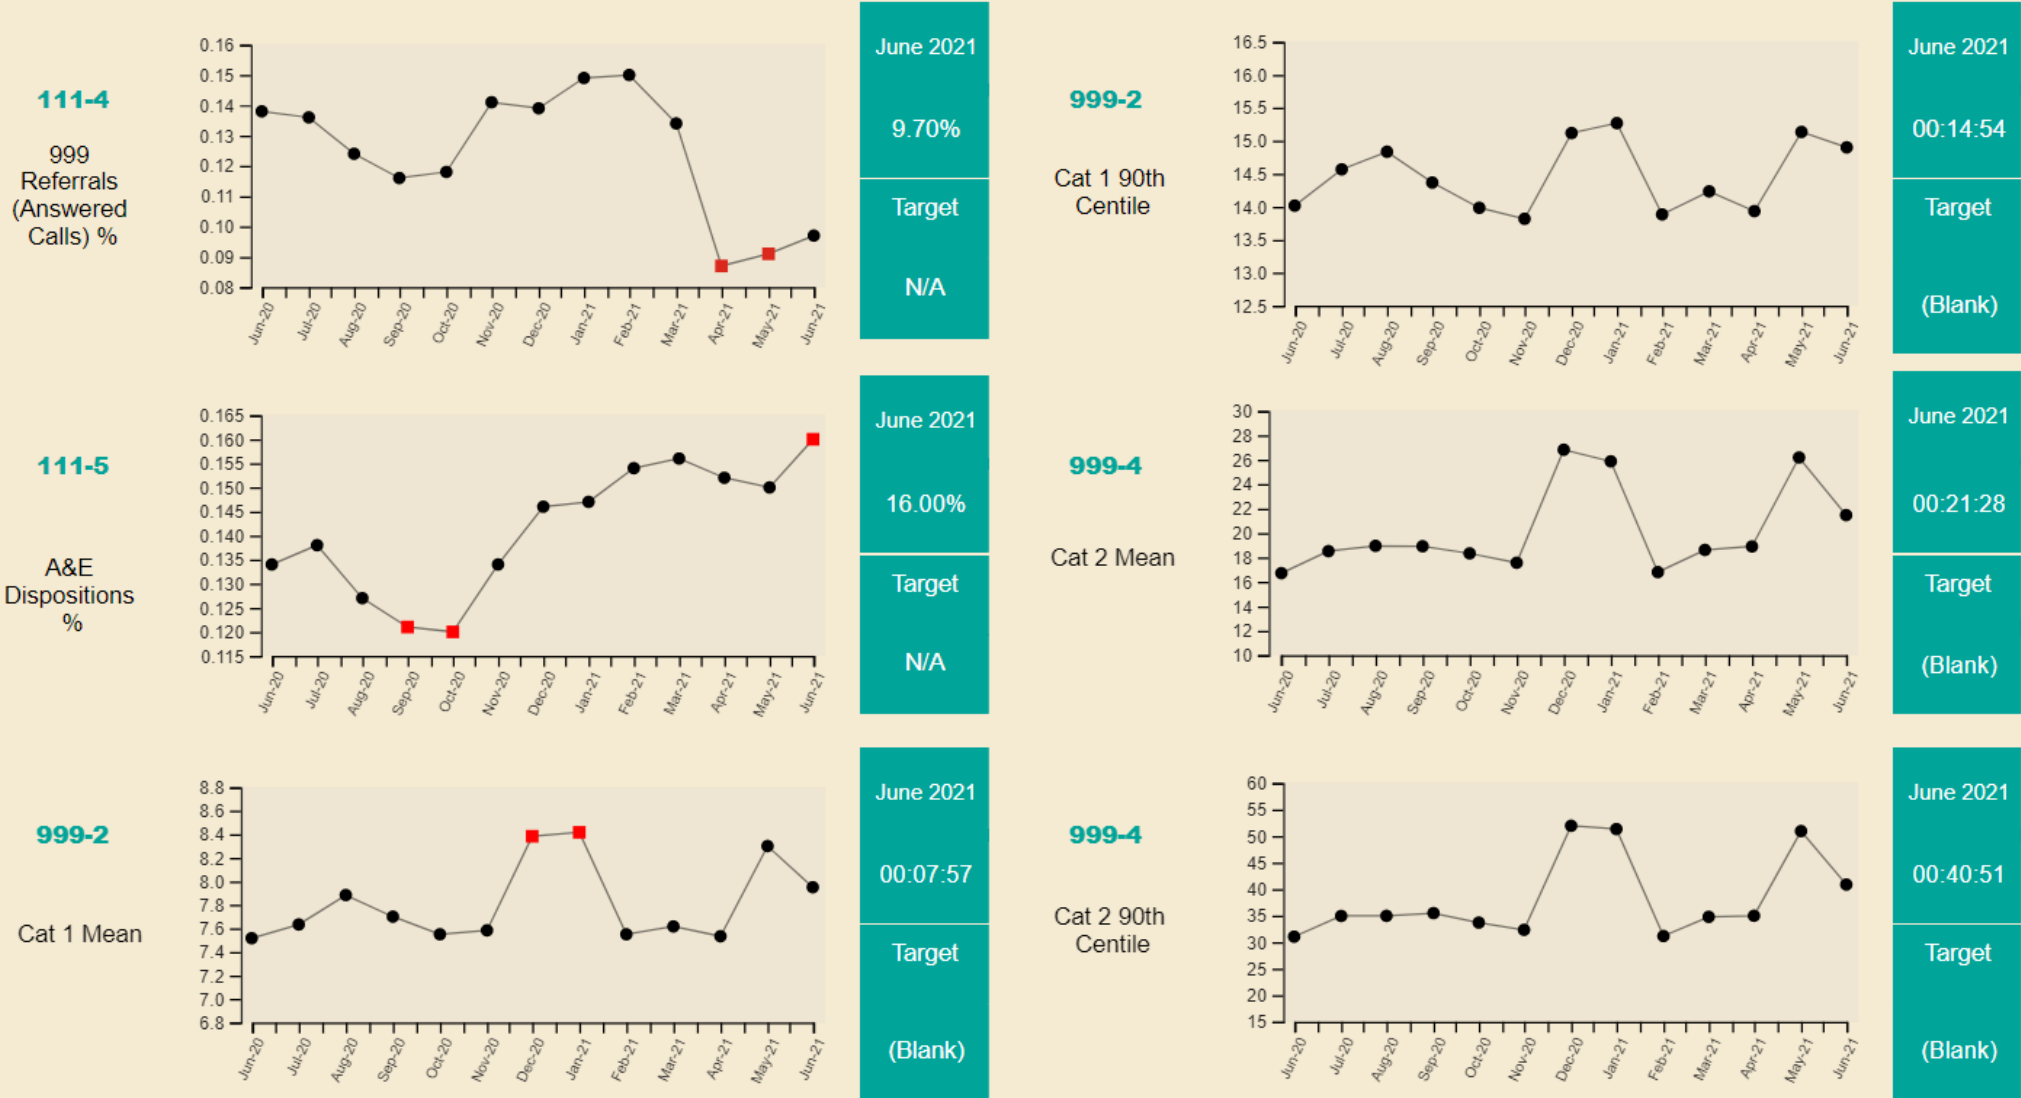 111-4
999
Referrals
(Answered
Calls) %
0.16
0.15
0.14
0.13
0.12
0.11
0.10
0.09
0.08
Jun-20
Jul-20
Aug-20
Sep-20
Oct-20
Nov-20
Dec-20
Jan-21
Feb-21
Mar-21
Apr-21
May-21
Jun-21
June 2021
9.70%
Target
N/A
999-2
Cat 1 90th
Centile
16.5
16.0
15.5
15.0
14.5
14.0
13.5
13.0
12.5
Jun-20
Jul-20
Aug-20
Sep-20
Oct-20
Nov-20
Dec-20
Jan-21
Feb-21
Mar-21
Apr-21
May-21
Jun-21
June 2021
00:14:54
Target
(Blank)
111-5
A&E
Dispositions
%
0.165
0.160
0.155
0.150
0.145
0.140
0.135
0.130
0.125
0.120
0.115
Jun-20
Jul-20
Aug-20
Sep-20
Oct-20
Nov-20
Dec-20
Jan-21
Feb-21
Mar-21
Apr-21
May-21
Jun-21
June 2021
16.00%
Target
N/A
999-4
Cat 2 Mean
30
28
26
24
22
20
18
16
14
12
10
Jun-20
Jul-20
Aug-20
Sep-20
Oct-20
Nov-20
Dec-20
Jan-21
Feb-21
Mar-21
Apr-21
May-21
Jun-21
June 2021
00:21:28
Target
(Blank)
999-2
Cat 1 Mean
8.8
8.6
8.4
8.2
8.0
7.8
7.6
7.4
7.2
7.0
6.8
Jun-20
Jul-20
Aug-20
Sep-20
Oct-20
Nov-20
Dec-20
Jan-21
Feb-21
Mar-21
Apr-21
May-21
Jun-21
June 2021
00:07:57
Target
(Blank)
999-4
Cat 2 90th
Centile
60
55
50
45
40
35
30
25
20
15
Jun-20
Jul-20
Aug-20
Sep-20
Oct-20
Nov-20
Dec-20
Jan-21
Feb-21
Mar-21
Apr-21
May-21
Jun-21
June 2021
00:40:51
Target
(Blank)